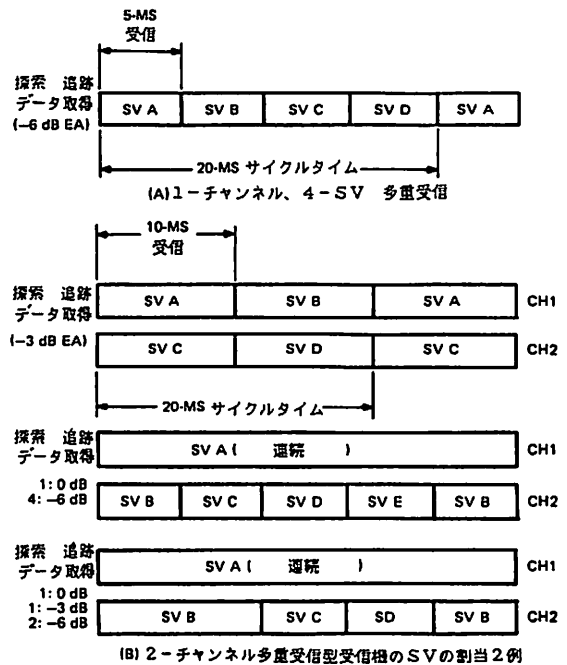 5-MS
受信
探索 追跡
データ取得
(-6 dB EA)
SV A SV B SV C SV D SV A
20-MS サイクルタイム
(A)1-チャンネル、4-SV 多重受信
10-MS
受信
探索 追跡
データ取得
(-3 dB EA)
SV A SV B SV A CH1
SV C SV D SV C CH2
20-MS サイクルタイム
探索 追跡
データ取得
SV A ( 連続 ) CH1
1: 0 dB
4: -6 dB
SV B SV C SV D SV E SV B CH2
探索 追跡
データ取得
SV A ( 連続 ) CH1
1: 0 dB
1: -3 dB
2: -6 dB
SV B SV C SD SV B CH2
(B) 2-チャンネル多重受信型受信機のSVの割当2例